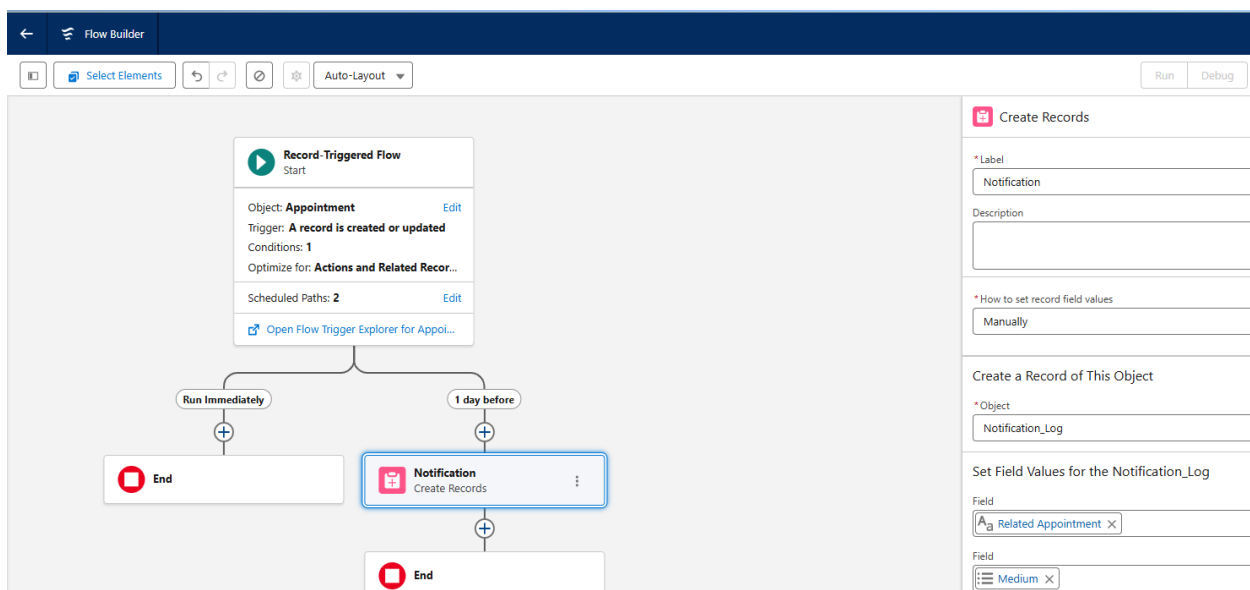 Flow Builder
Select Elements
Auto-Layout
Run
Debug
Record-Triggered Flow
Start
Object: Appointment Edit
Trigger: A record is created or updated
Conditions: 1
Optimize for: Actions and Related Recor...
Scheduled Paths: 2 Edit
Open Flow Trigger Explorer for Appoi...
Run Immediately
1 day before
End
Notification
Create Records
End
Create Records
*Label
Notification
Description
*How to set record field values
Manually
Create a Record of This Object
*Object
Notification_Log
Set Field Values for the Notification_Log
Field
Aa Related Appointment
Field
Medium